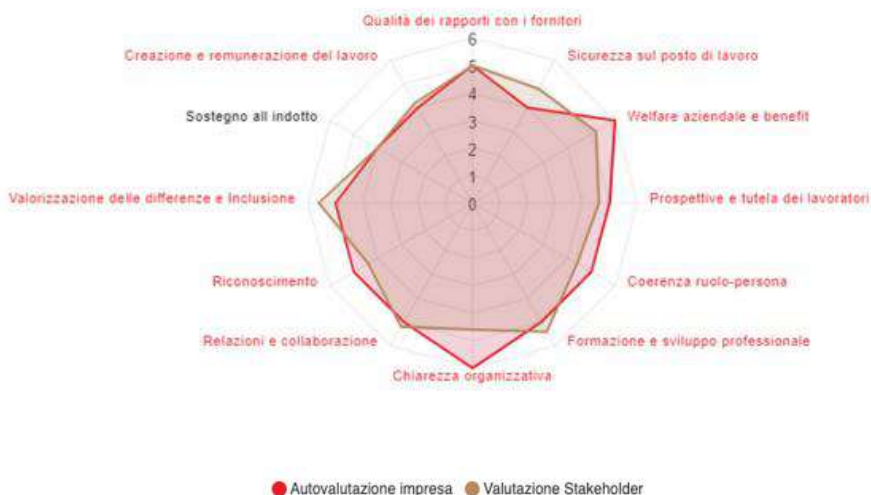 Qualità dei rapporti con i fornitori
6
Creazione e remunerazione del lavoro
Sicurezza sul posto di lavoro
5
4
Sostegno all indotto
Welfare aziendale e benefit
3
2
1
Valorizzazione delle differenze e Inclusione
0
Prospettive e tutela dei lavoratori
Riconoscimento
Coerenza ruolo-persona
Relazioni e collaborazione
Formazione e sviluppo professionale
Chiarezza organizzativa
Autovalutazione impresa
Valutazione Stakeholder